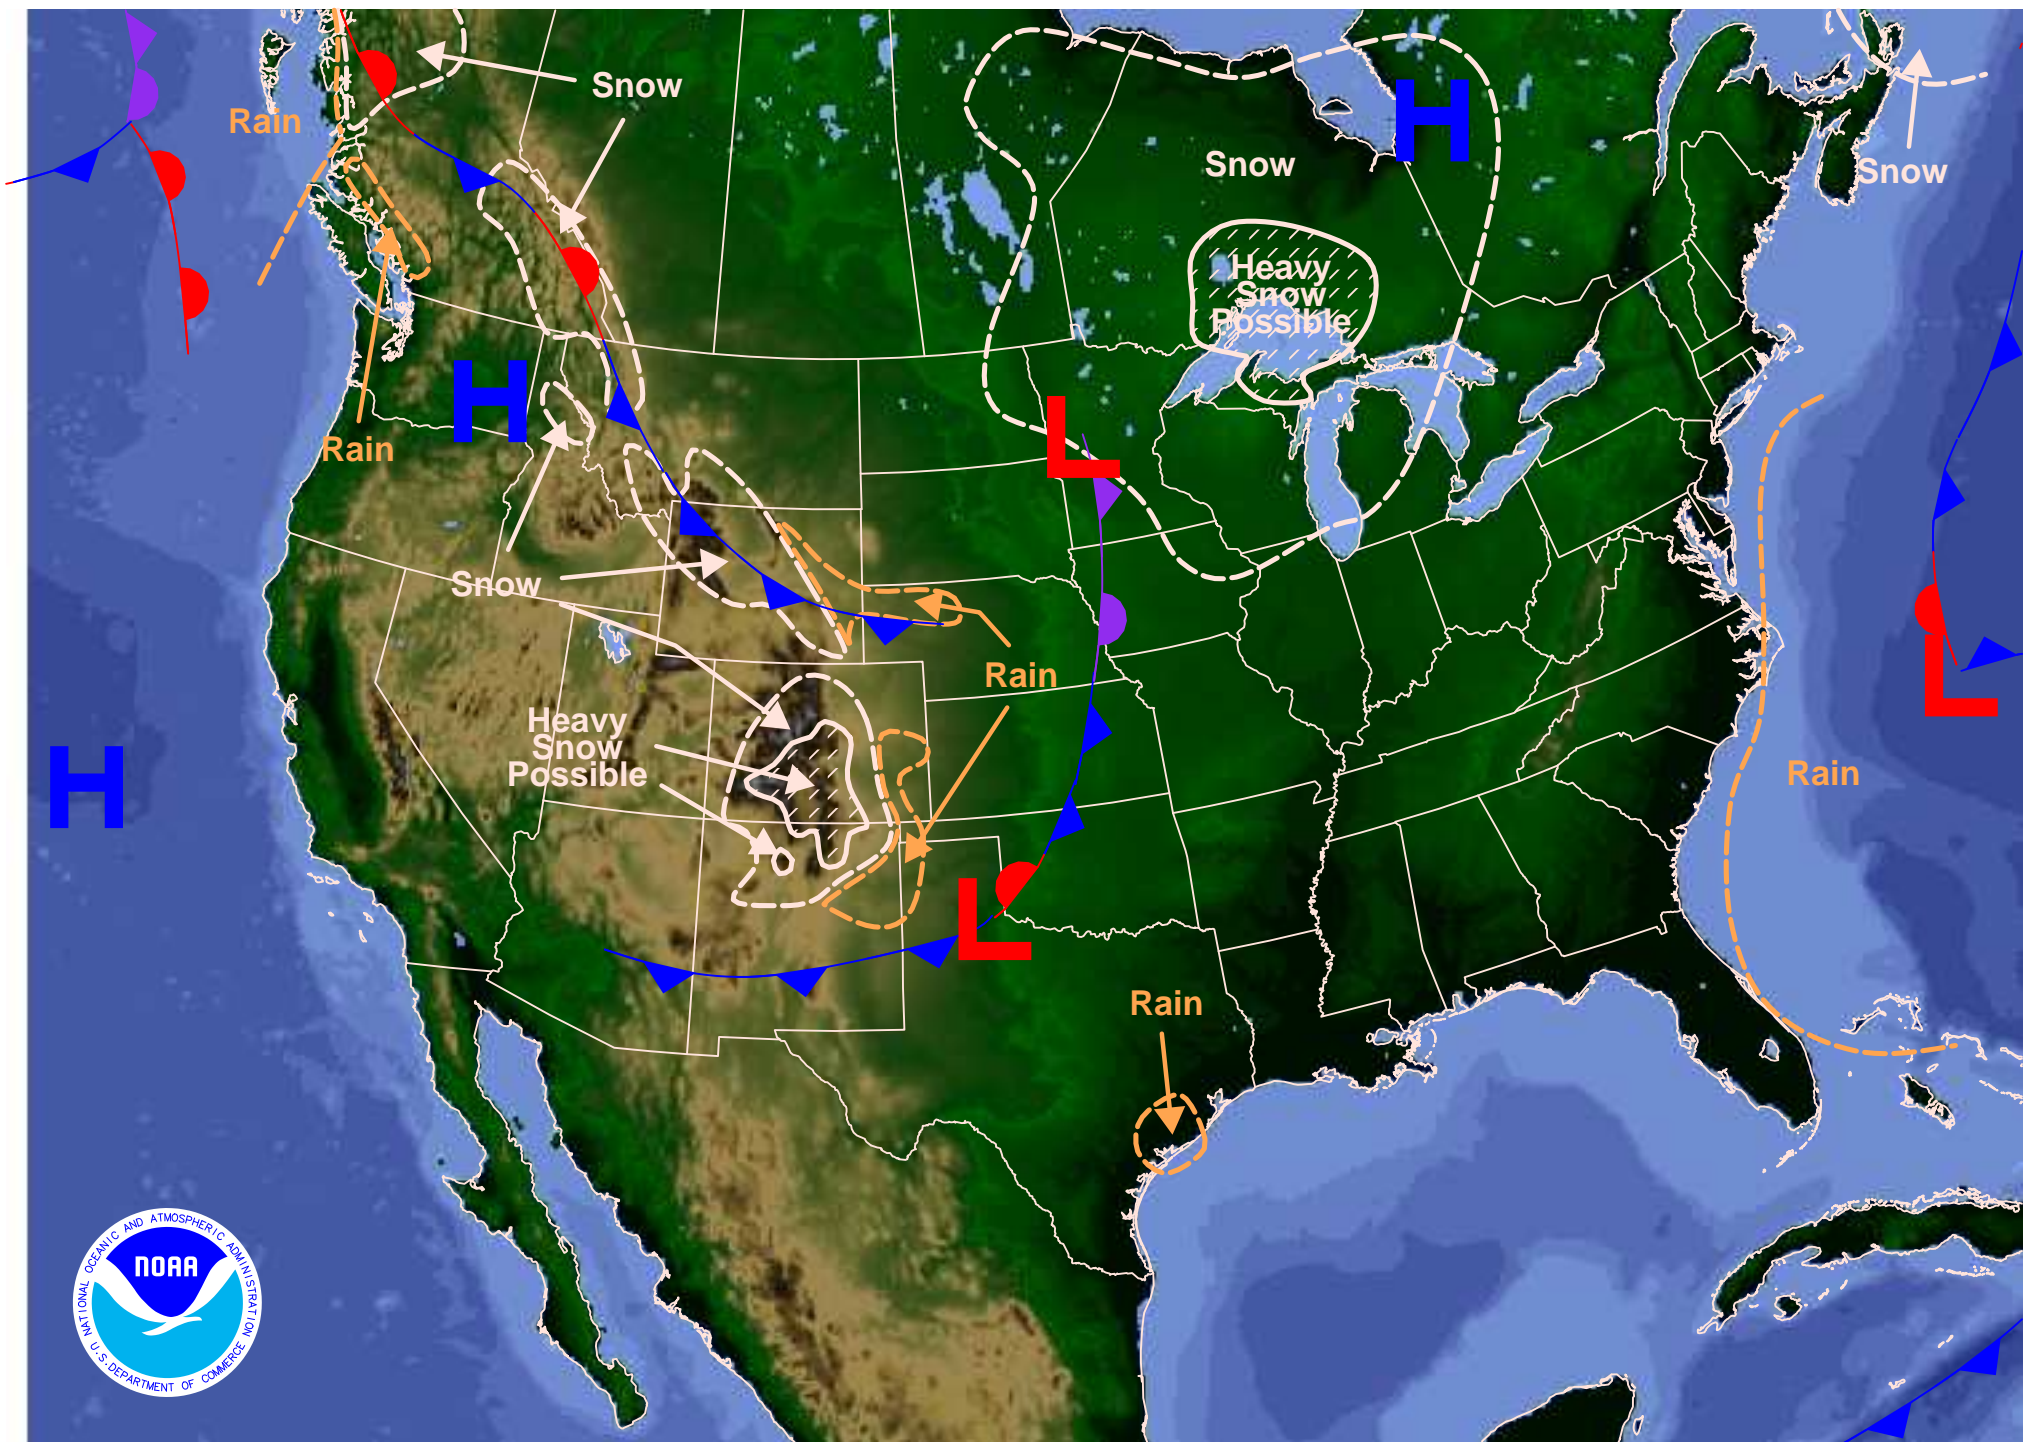 Snow
Rain
Snow
H
Snow
Heavy
Snow
Possible
H
L
Rain
Snow
Rain
L
Heavy
Snow
Possible
H
Rain
L
Rain
NATIONAL OCEANIC AND ATMOSPHERIC ADMINISTRATION
NOAA
U.S. DEPARTMENT OF COMMERCE